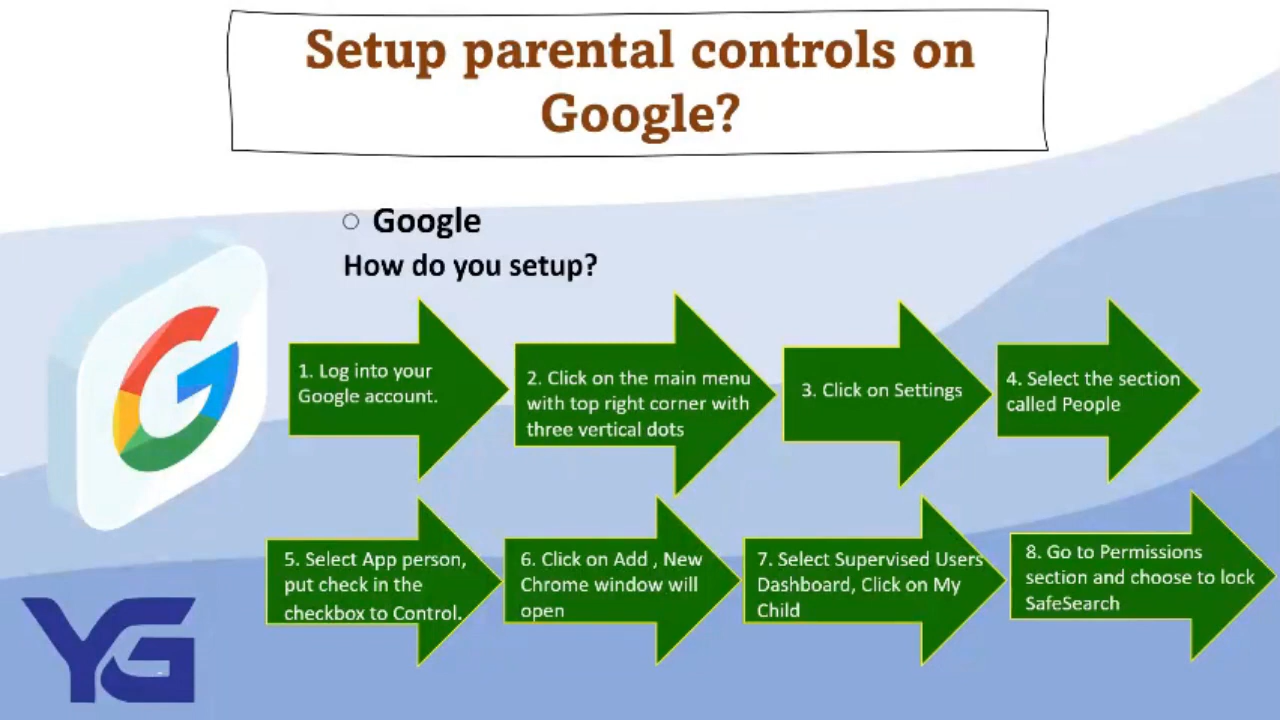 Setup parental controls on
Google?
Google
How do you setup?
1. Log into your
Google account.
2. Click on the main menu
with top right corner with
three vertical dots
3. Click on Settings
4. Select the section
called People
5. Select App person,
put check in the
checkbox to Control.
6. Click on Add , New
Chrome window will
open
7. Select Supervised Users
Dashboard, Click on My
Child
8. Go to Permissions
section and choose to lock
SafeSearch
YG